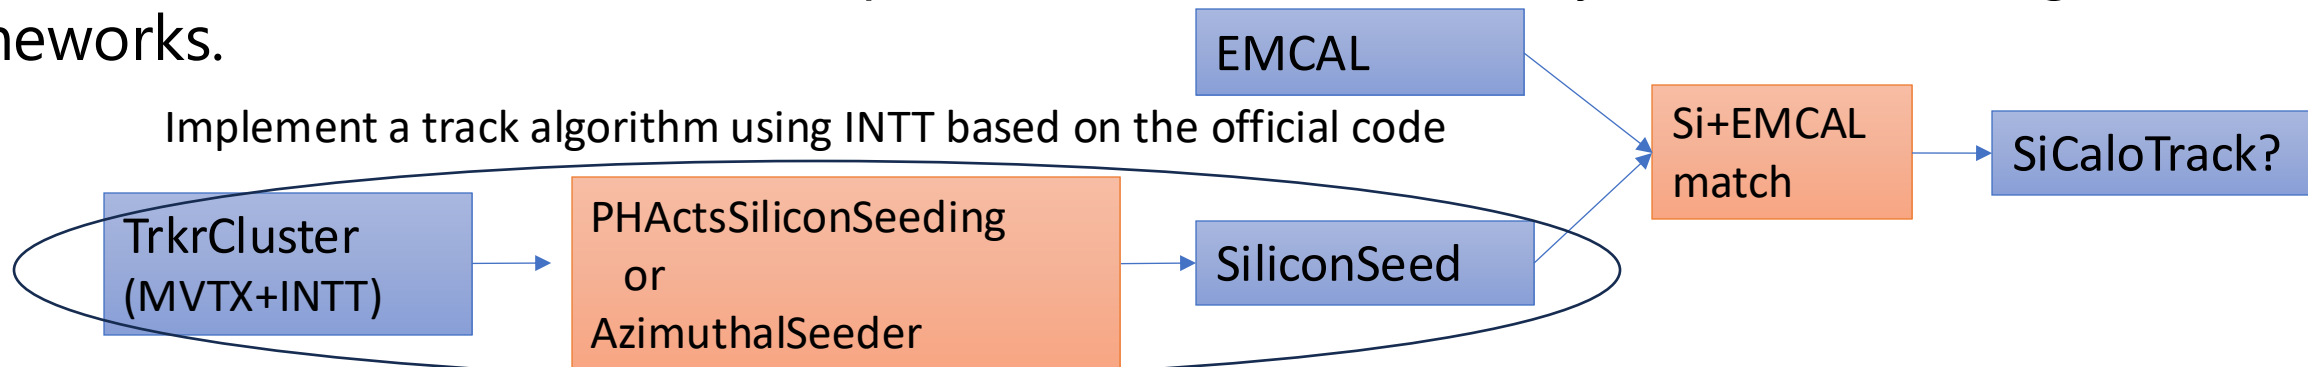 neworks.
EMCAL
Implement a track algorithm using INTT based on the official code
Si+EMCAL
match
SiCaloTrack?
TrkrCluster
(MVTX+INTT)
PHActsSiliconSeeding
or
AzimuthalSeeder
SiliconSeed